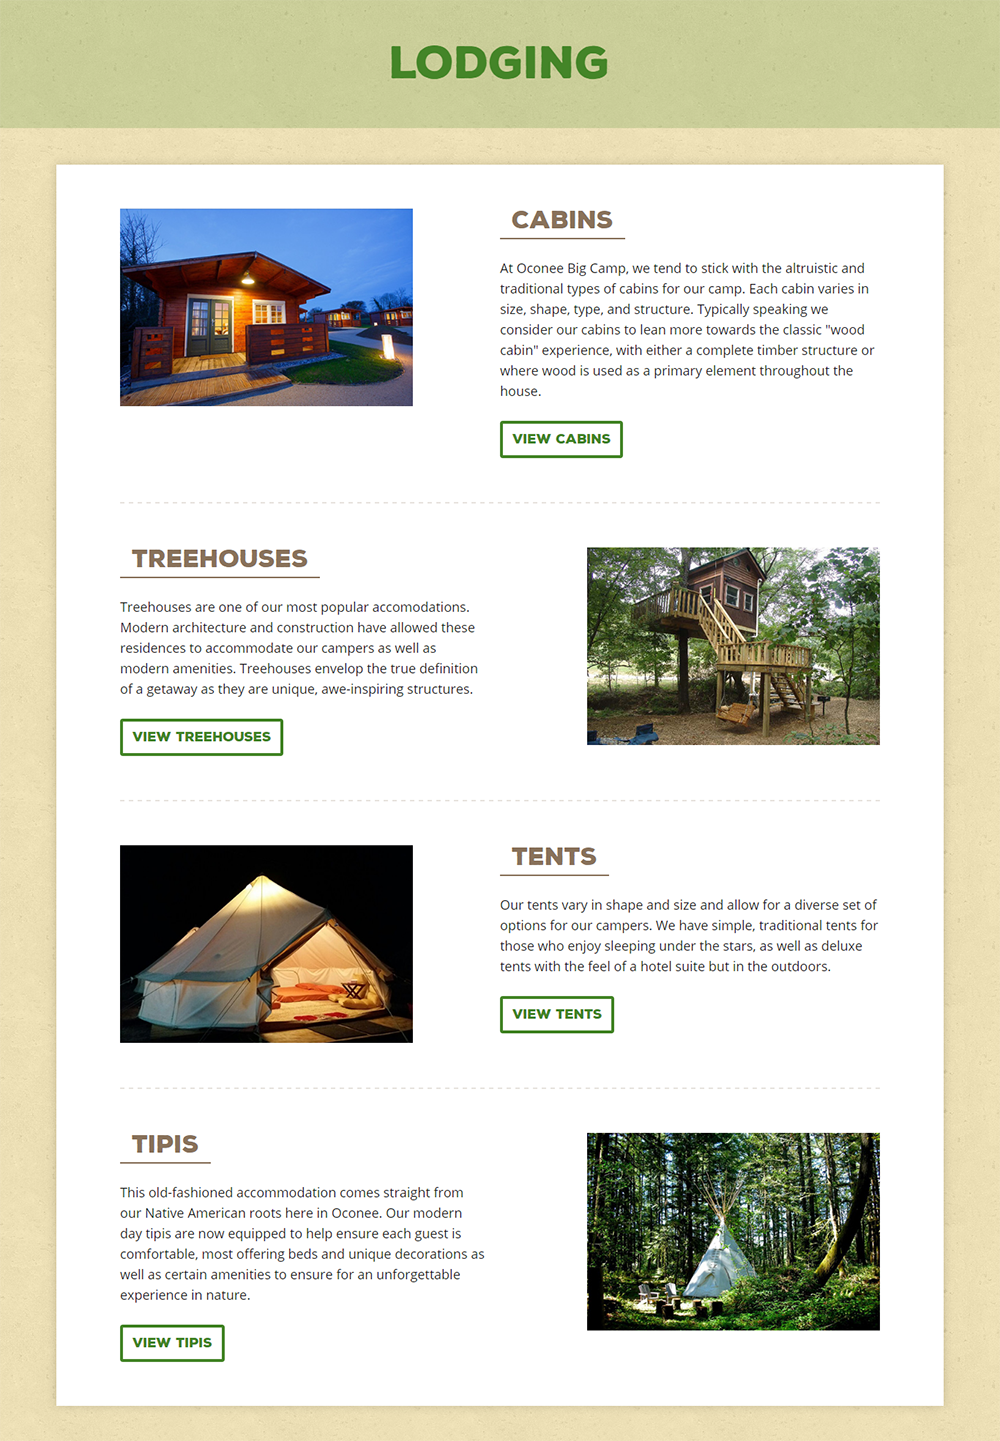 LODGING
CABINS
At Oconee Big Camp, we tend to stick with the altruistic and
traditional types of cabins for our camp. Each cabin varies in
size, shape, type, and structure. Typically speaking we
consider our cabins to lean more towards the classic "wood
cabin" experience, with either a complete timber structure or
where wood is used as a primary element throughout the
house.
VIEW CABINS
TREEHOUSES
Treehouses are one of our most popular accomodations.
Modern architecture and construction have allowed these
residences to accommodate our campers as well as
modern amenities. Treehouses envelop the true definition
of a getaway as they are unique, awe-inspiring structures.
VIEW TREEHOUSES
TENTS
Our tents vary in shape and size and allow for a diverse set of
options for our campers. We have simple, traditional tents for
those who enjoy sleeping under the stars, as well as deluxe
tents with the feel of a hotel suite but in the outdoors.
VIEW TENTS
TIPIS
This old-fashioned accommodation comes straight from
our Native American roots here in Oconee. Our modern
day tipis are now equipped to help ensure each guest is
comfortable, most offering beds and unique decorations as
well as certain amenities to ensure for an unforgettable
experience in nature.
VIEW TIPIS